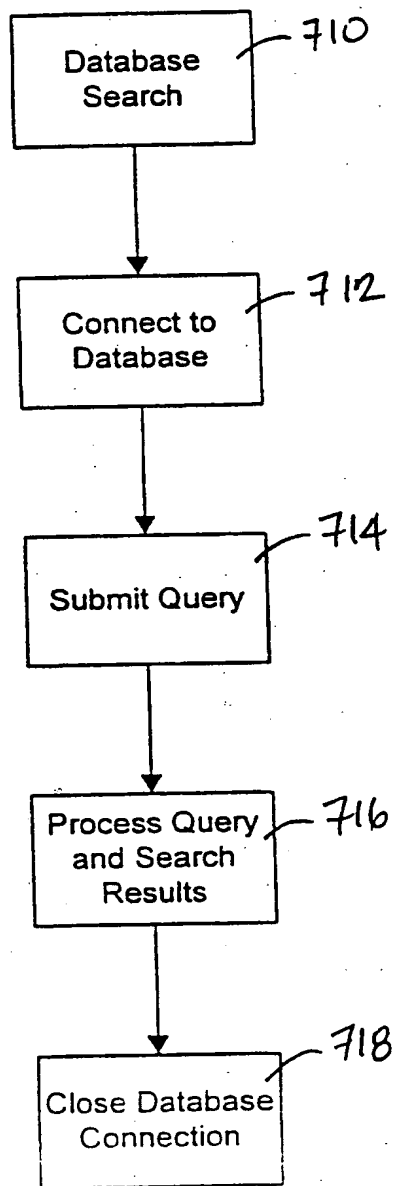 710
Database
Search
712
Connect to
Database
714
Submit Query
716
Process Query
and Search
Results
718
Close Database
Connection